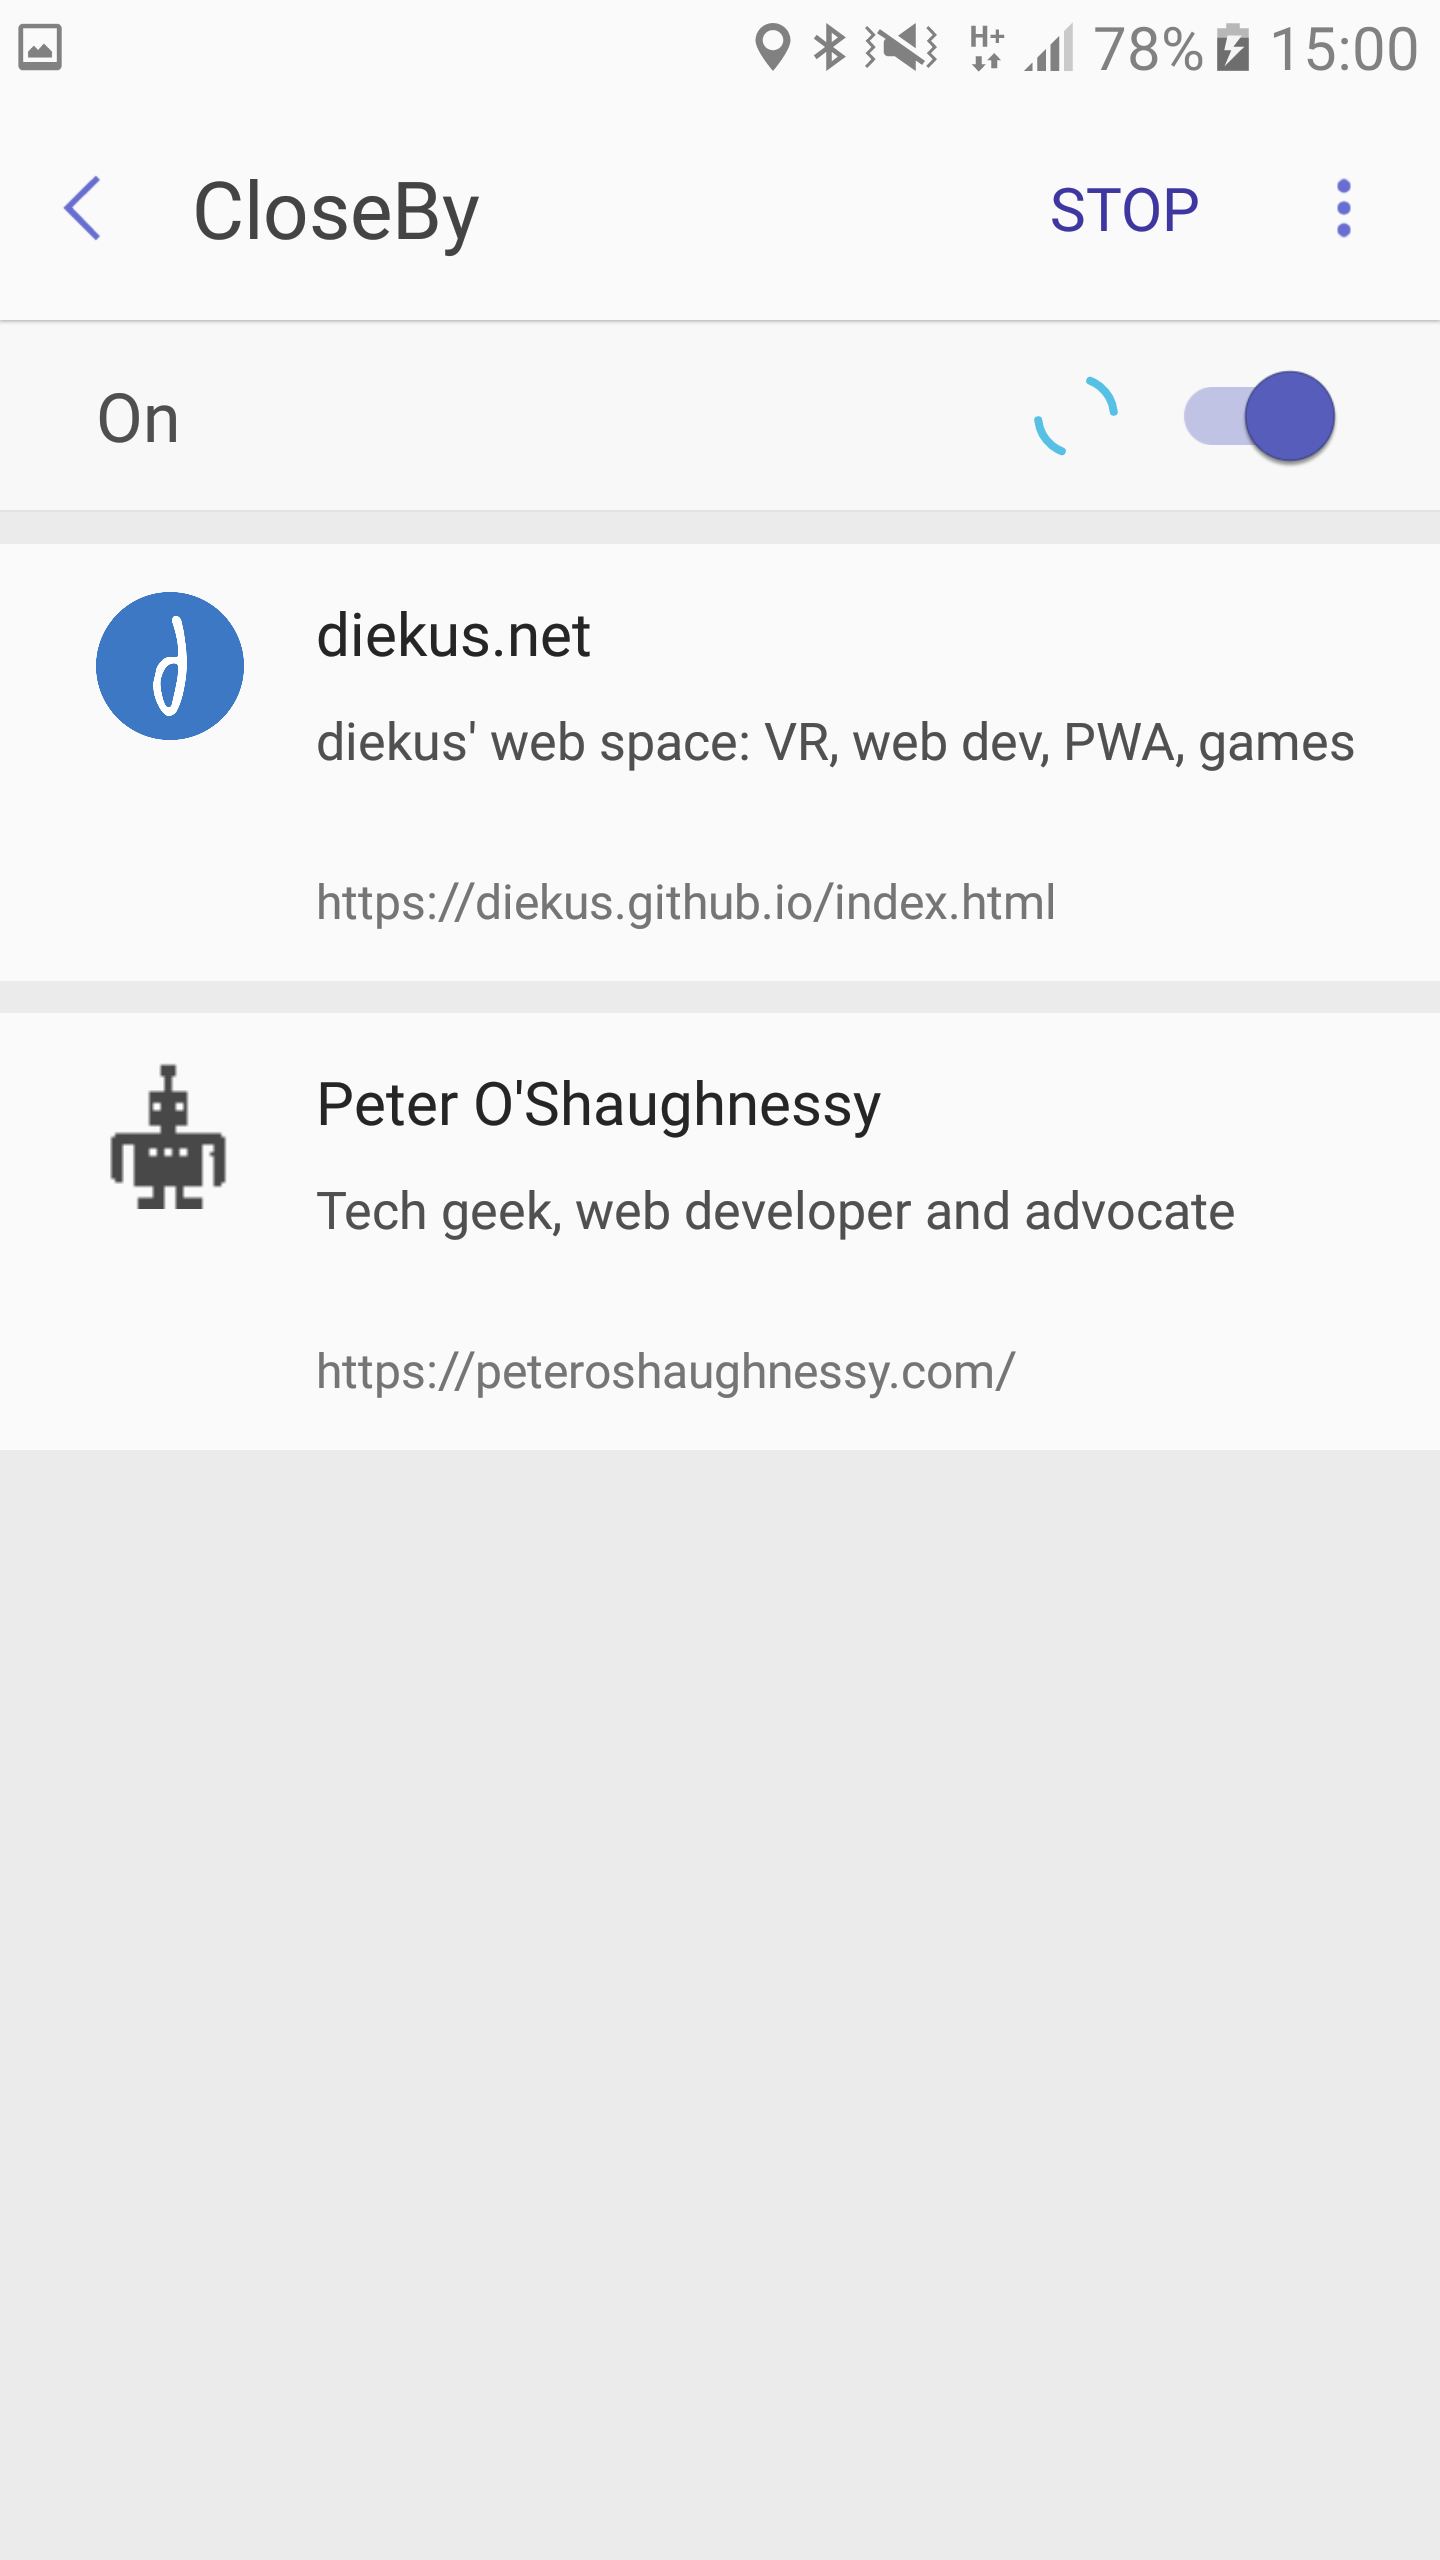 H+ 78% 15:00
CloseBy STOP
On
diekus.net
diekus' web space: VR, web dev, PWA, games
https://diekus.github.io/index.html
Peter O'Shaughnessy
Tech geek, web developer and advocate
https://peteroshaughnessy.com/